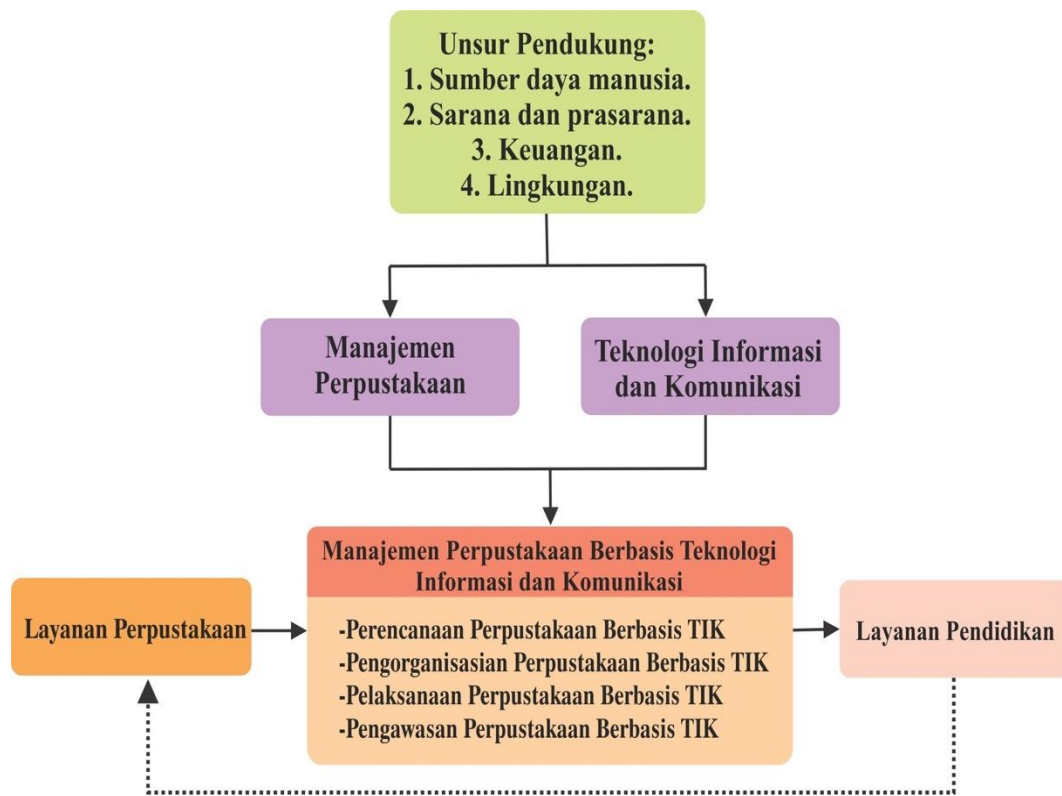 Unsur Pendukung:
1. Sumber daya manusia.
2. Sarana dan prasarana.
3. Keuangan.
4. Lingkungan.
Manajemen
Perpustakaan
Teknologi Informasi
dan Komunikasi
Manajemen Perpustakaan Berbasis Teknologi
Informasi dan Komunikasi
Layanan Perpustakaan
-Perencanaan Perpustakaan Berbasis TIK
-Pengorganisasian Perpustakaan Berbasis TIK
-Pelaksanaan Perpustakaan Berbasis TIK
-Pengawasan Perpustakaan Berbasis TIK
Layanan Pendidikan